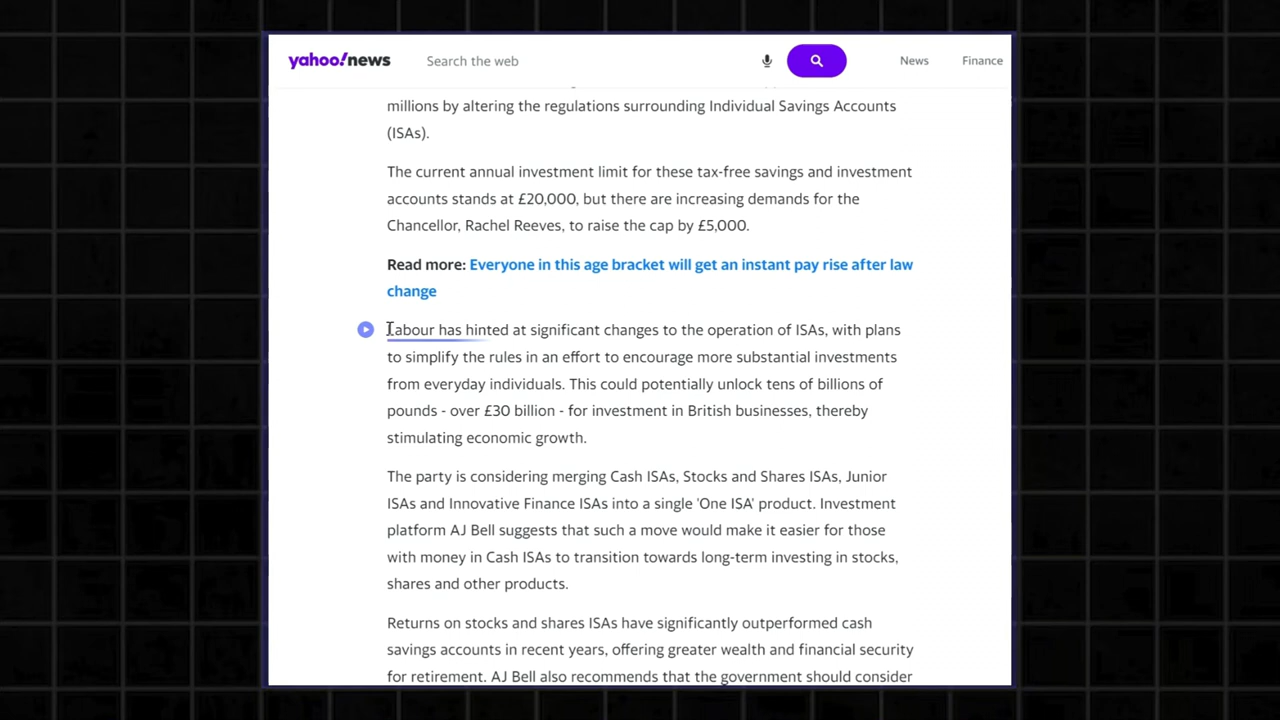 yahoo!news
Search the web
News
Finance
millions by altering the regulations surrounding Individual Savings Accounts
(ISAs).
The current annual investment limit for these tax-free savings and investment
accounts stands at £20,000, but there are increasing demands for the
Chancellor, Rachel Reeves, to raise the cap by £5,000.
Read more: Everyone in this age bracket will get an instant pay rise after law
change
Labour has hinted at significant changes to the operation of ISAs, with plans
to simplify the rules in an effort to encourage more substantial investments
from everyday individuals. This could potentially unlock tens of billions of
pounds - over £30 billion - for investment in British businesses, thereby
stimulating economic growth.
The party is considering merging Cash ISAs, Stocks and Shares ISAs, Junior
ISAs and Innovative Finance ISAs into a single 'One ISA' product. Investment
platform AJ Bell suggests that such a move would make it easier for those
with money in Cash ISAs to transition towards long-term investing in stocks,
shares and other products.
Returns on stocks and shares ISAs have significantly outperformed cash
savings accounts in recent years, offering greater wealth and financial security
for retirement. AJ Bell also recommends that the government should consider